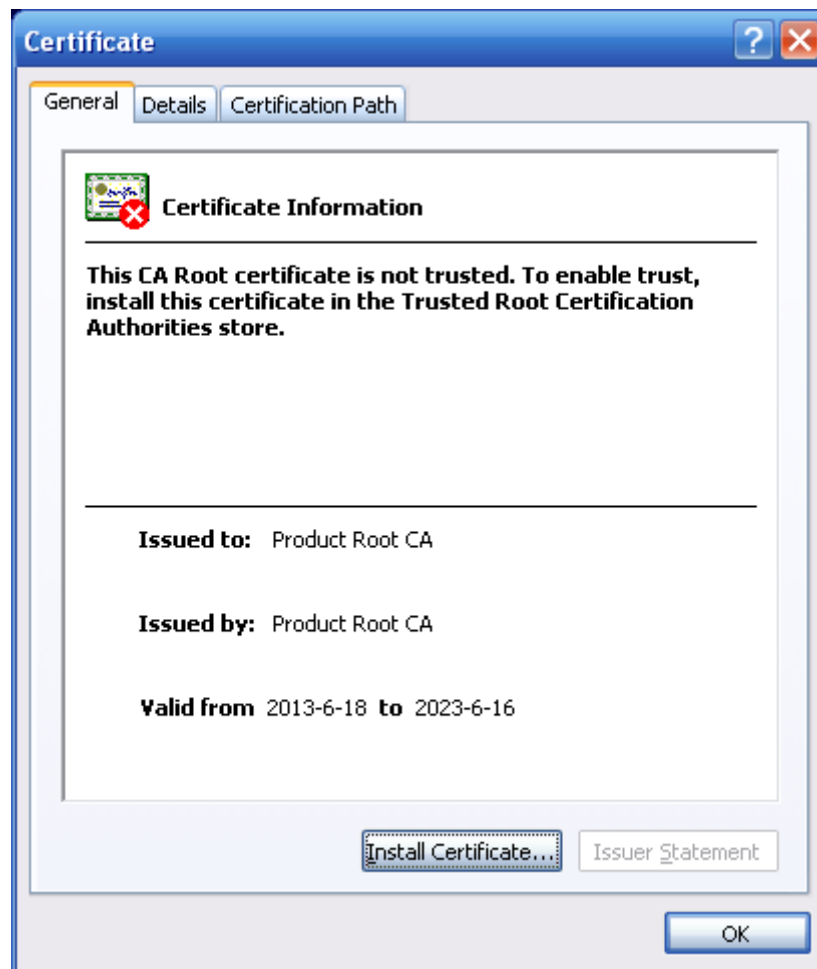 Certificate
General Details Certification Path
Certificate Information
This CA Root certificate is not trusted. To enable trust,
install this certificate in the Trusted Root Certification
Authorities store.
Issued to: Product Root CA
Issued by: Product Root CA
Valid from 2013-6-18 to 2023-6-16
Install Certificate... Issuer Statement
OK